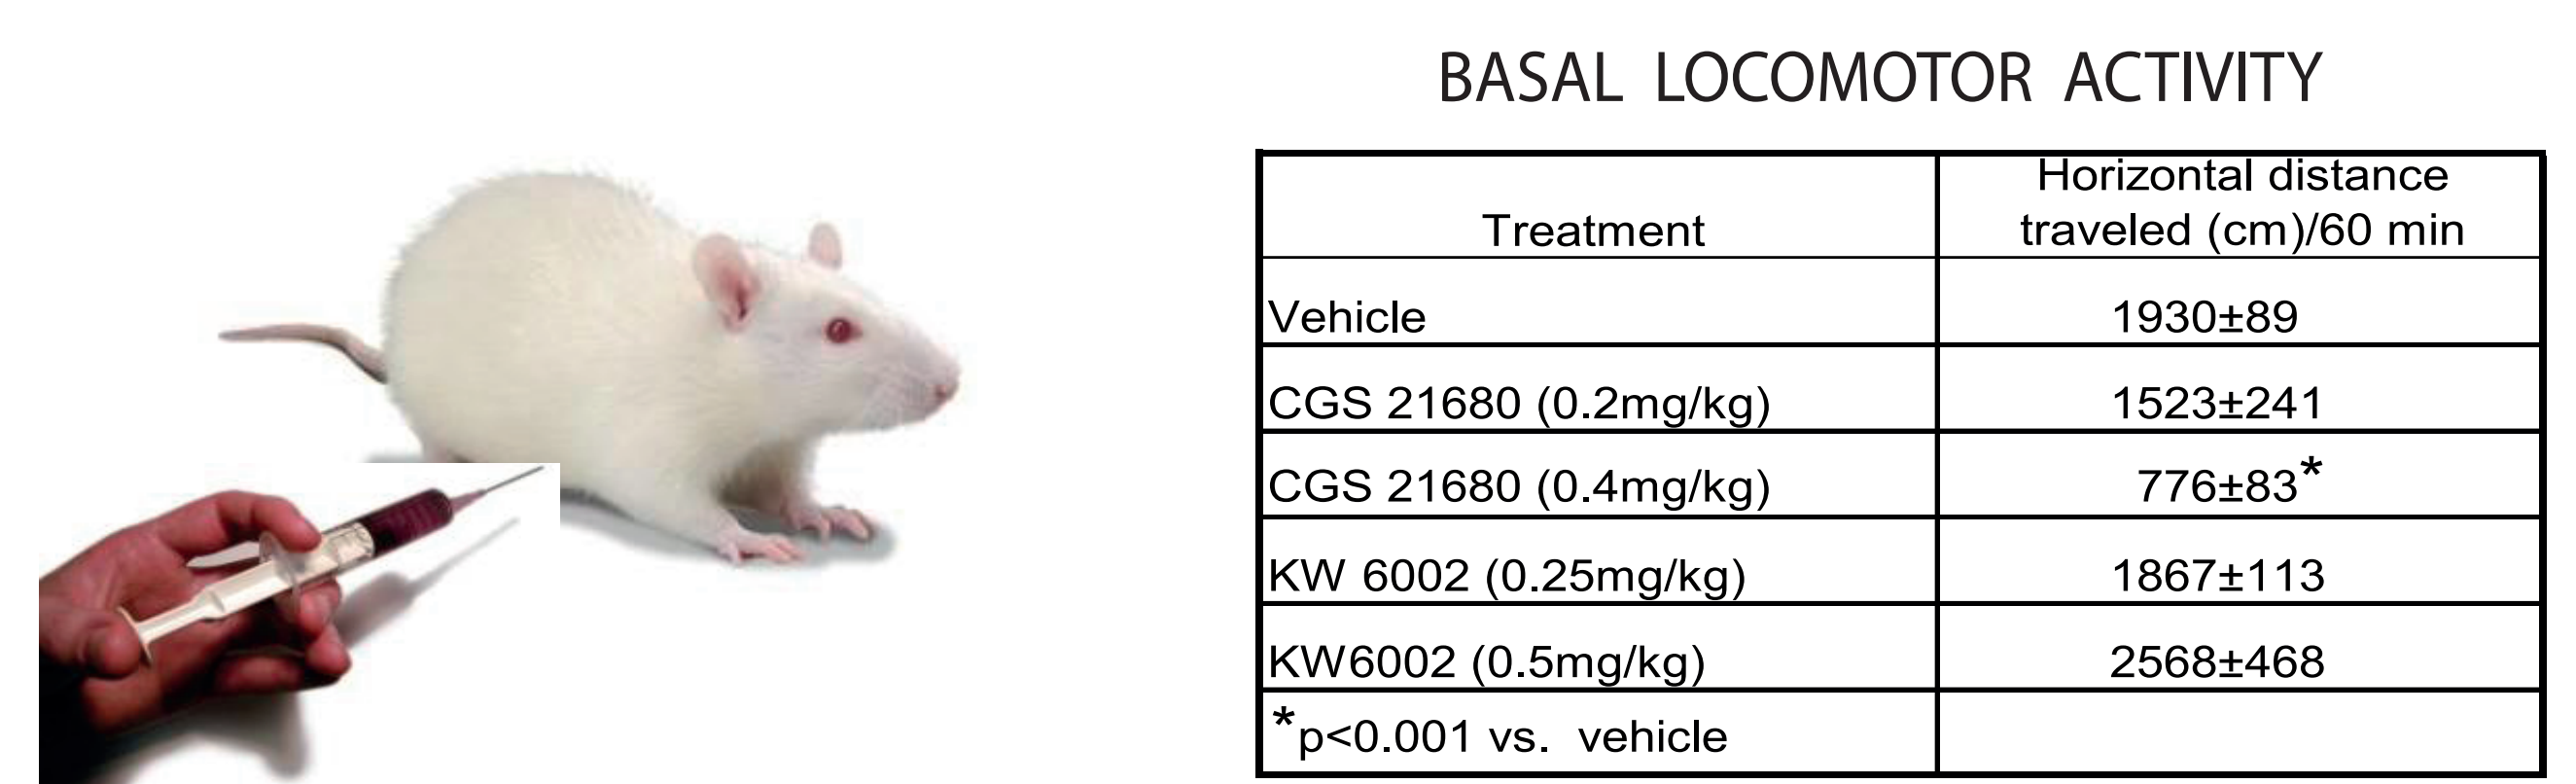 BASAL LOCOMOTOR ACTIVITY
Treatment
Horizontal distance
traveled (cm)/60 min
Vehicle 1930±89
CGS 21680 (0.2mg/kg) 1523±241
CGS 21680 (0.4mg/kg) 776±83*
KW 6002 (0.25mg/kg) 1867±113
KW6002 (0.5mg/kg) 2568±468
*p<0.001 vs. vehicle